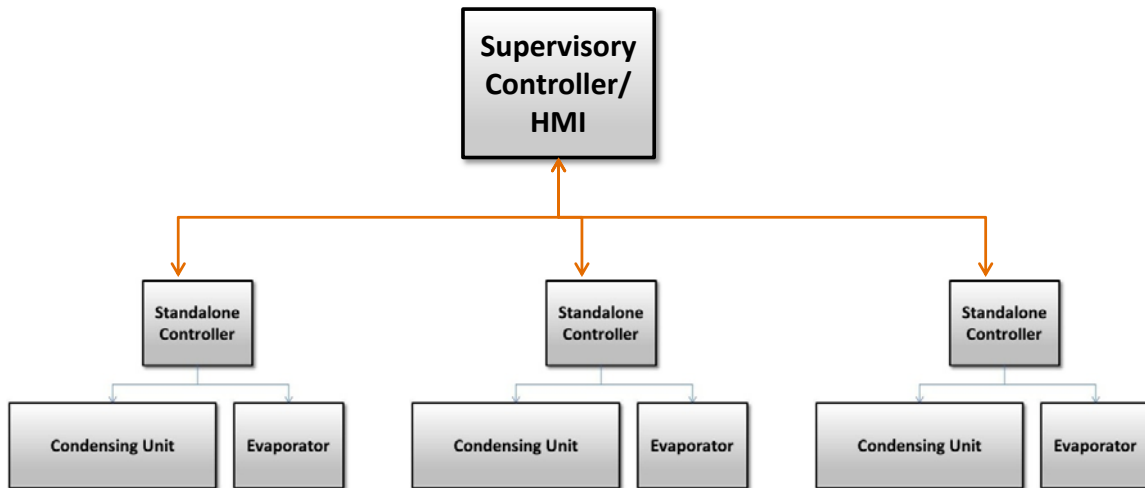 Supervisory
Controller/
HMI
Standalone
Controller
Standalone
Controller
Standalone
Controller
Condensing Unit
Evaporator
Condensing Unit
Evaporator
Condensing Unit
Evaporator